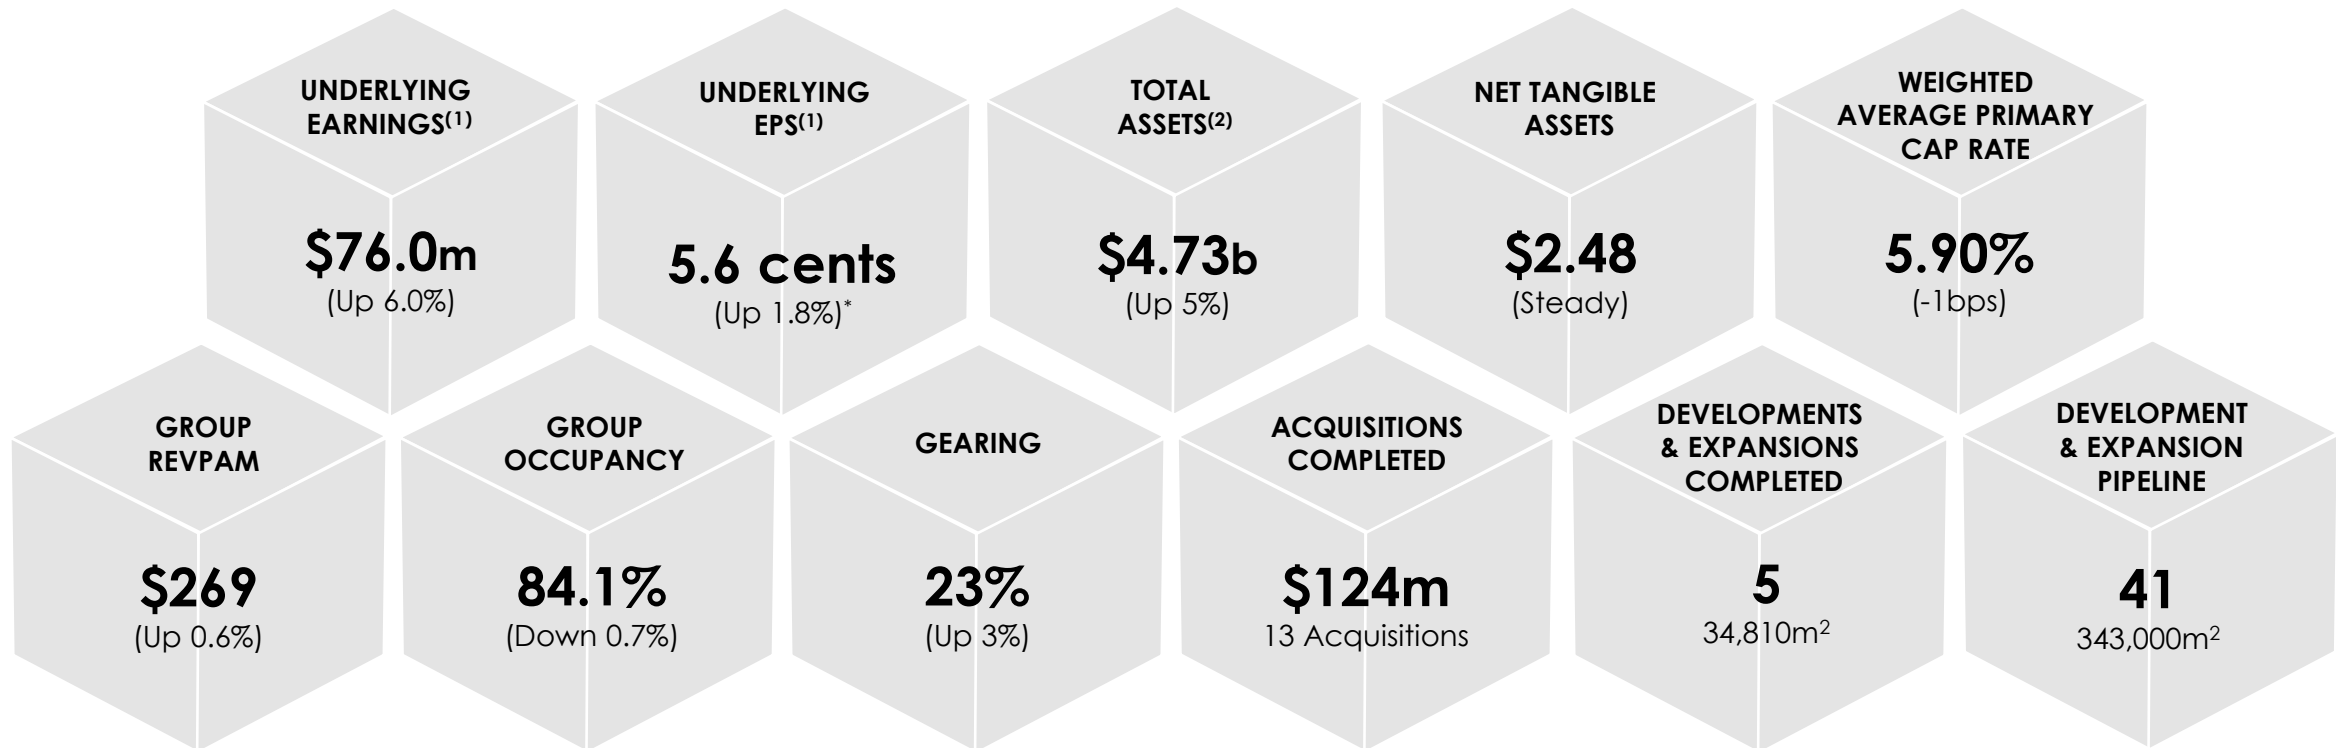 UNDERLYING
EARNINGS(1)
$76.0m
(Up 6.0%)
UNDERLYING
EPS(1)
5.6 cents
(Up 1.8%)*
TOTAL
ASSETS(2)
$4.73b
(Up 5%)
NET TANGIBLE
ASSETS
$2.48
(Steady)
WEIGHTED
AVERAGE PRIMARY
CAP RATE
5.90%
(-1bps)
GROUP
REVPAM
$269
(Up 0.6%)
GROUP
OCCUPANCY
84.1%
(Down 0.7%)
GEARING
23%
(Up 3%)
ACQUISITIONS
COMPLETED
$124m
13 Acquisitions
DEVELOPMENTS
& EXPANSIONS
COMPLETED
5
34,810m²
DEVELOPMENT
& EXPANSION
PIPELINE
41
343,000m²